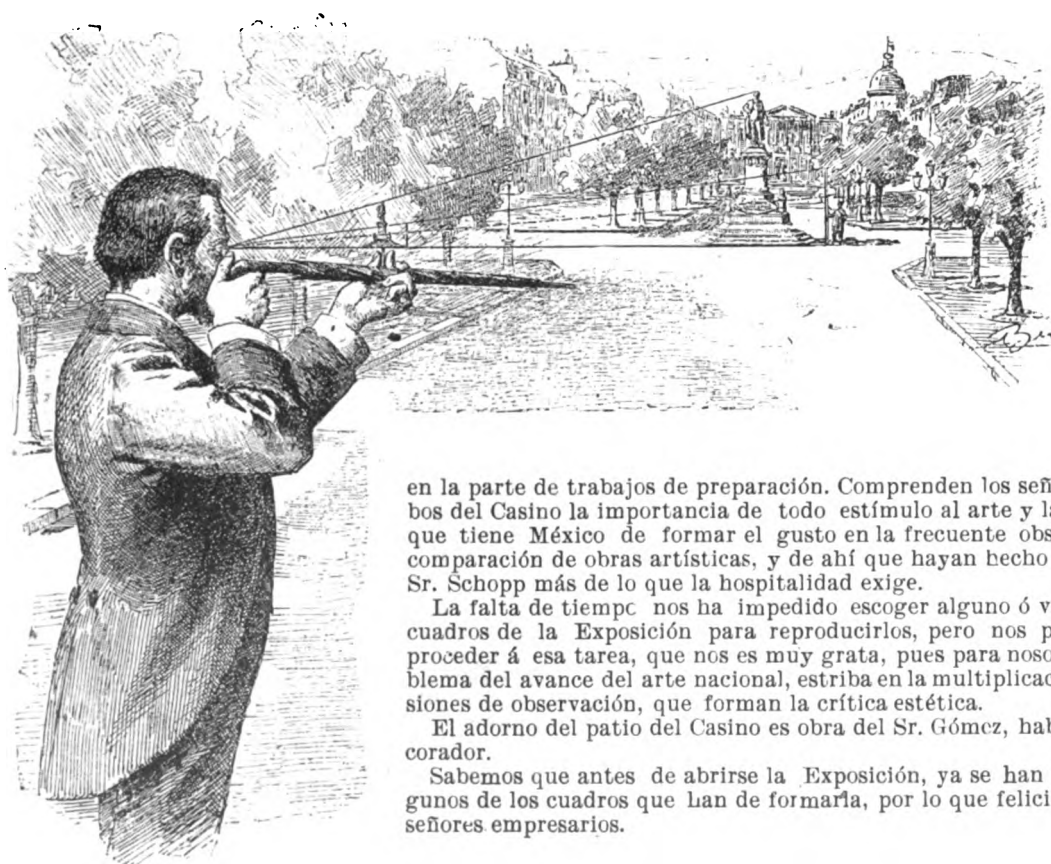 en la parte de trabajos de preparación. Comprenden los señ
bos del Casino la importancia de todo estímulo al arte y la
que tiene México de formar el gusto en la frecuente obs
comparación de obras artísticas, y de ahí que hayan hecho
Sr. Schopp más de lo que la hospitalidad exige.
La falta de tiempc nos ha impedido escoger alguno ó v
cuadros de la Exposición para reproducirlos, pero nos p
proceder á esa tarea, que nos es muy grata, pues para noso
blema del avance del arte nacional, estriba en la multiplicac
siones de observación, que forman la crítica estética.
El adorno del patio del Casino es obra del Sr. Gómez, hab
corador.
Sabemos que antes de abrirse la Exposición, ya se han
gunos de los cuadros que han de formarla, por lo que felici
señores empresarios.